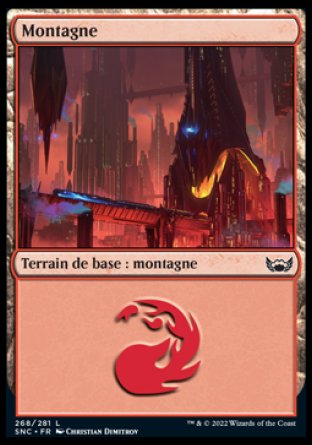 Montagne
Terrain de base : montagne
268/281 L
SNC • FR Christian Dimitrov
™ & © 2022 Wizards of the Coast